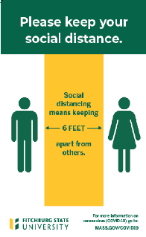 Please keep your
social distance.
Social
distancing
means keeping
6 FEET
apart from
others.
FITCHBURG STATE
UNIVERSITY
For more information on
coronavirus (COVID-19) go to:
MASS.GOV/COVID19